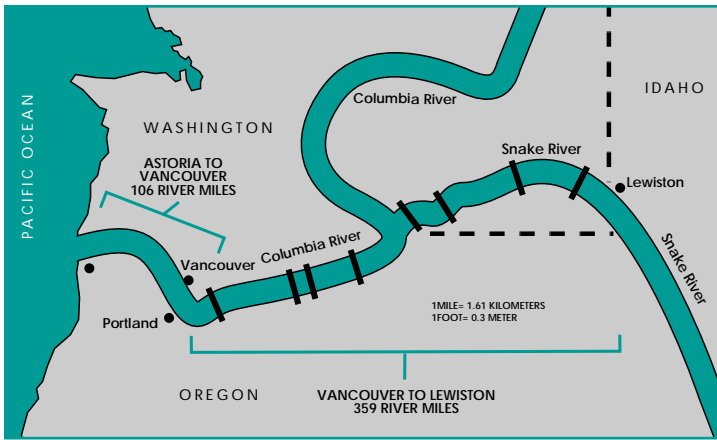 PACIFIC OCEAN
WASHINGTON
IDAHO
Columbia River
Snake River
ASTORIA TO
VANCOUVER
106 RIVER MILES
Lewiston
Columbia River
Vancouver
Snake River
Portland
1MILE= 1.61 KILOMETERS
1FOOT= 0.3 METER
OREGON
VANCOUVER TO LEWISTON
359 RIVER MILES